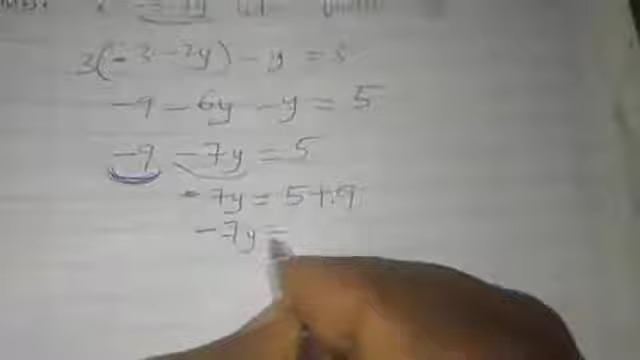 3(-3-2y) - y = 5
-9 - 6y - y = 5
-9 - 7y = 5
-7y = 5+9
-7y =